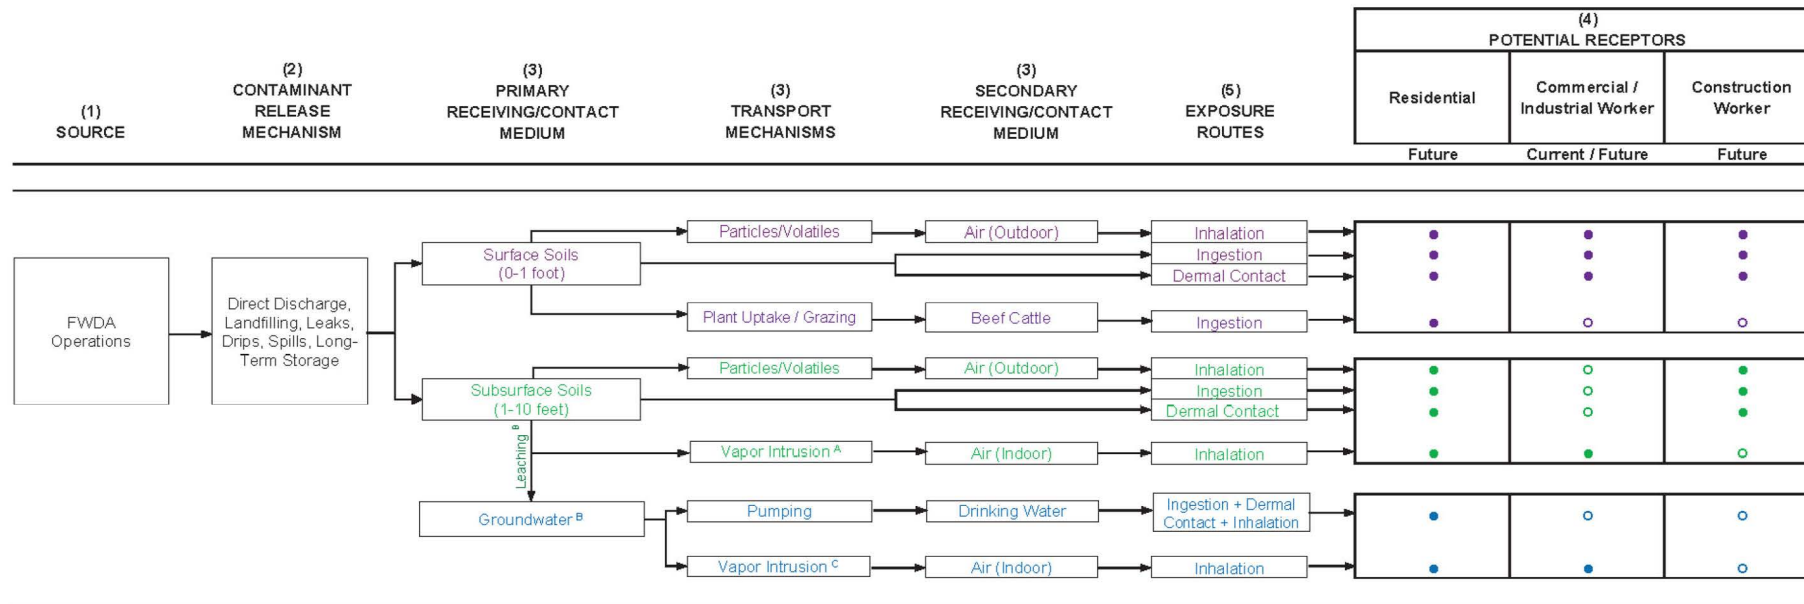 (4)
POTENTIAL RECEPTORS
(1)
SOURCE
(2)
CONTAMINANT
RELEASE
MECHANISM
(3)
PRIMARY
RECEIVING/CONTACT
MEDIUM
(3)
TRANSPORT
MECHANISMS
(3)
SECONDARY
RECEIVING/CONTACT
MEDIUM
(5)
EXPOSURE
ROUTES
Residential
Commercial /
Industrial Worker
Construction
Worker
Future
Current / Future
Future
FWDA
Operations
Direct Discharge,
Landfilling, Leaks,
Drips, Spills, Long-
Term Storage
Surface Soils
(0-1 foot)
Particles/Volatiles
Air (Outdoor)
Inhalation
Ingestion
Dermal Contact
Plant Uptake / Grazing
Beef Cattle
Ingestion
Subsurface Soils
(1-10 feet)
Particles/Volatiles
Air (Outdoor)
Inhalation
Ingestion
Dermal Contact
Leaching B
Vapor Intrusion A
Air (Indoor)
Inhalation
Groundwater B
Pumping
Drinking Water
Ingestion + Dermal
Contact + Inhalation
Vapor Intrusion C
Air (Indoor)
Inhalation